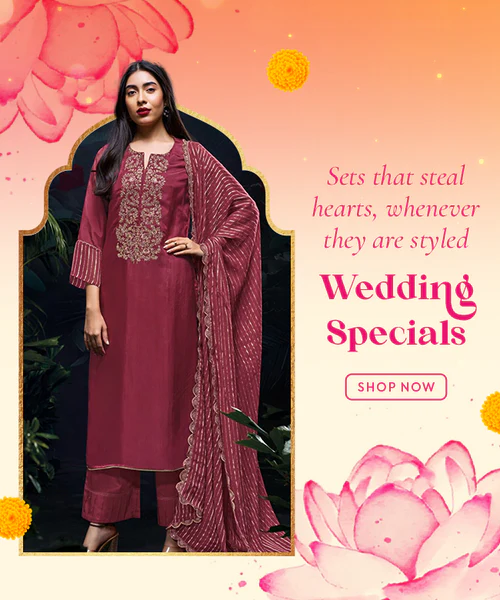 Sets that steal
hearts, whenever
they are styled
Wedding
Specials
SHOP NOW